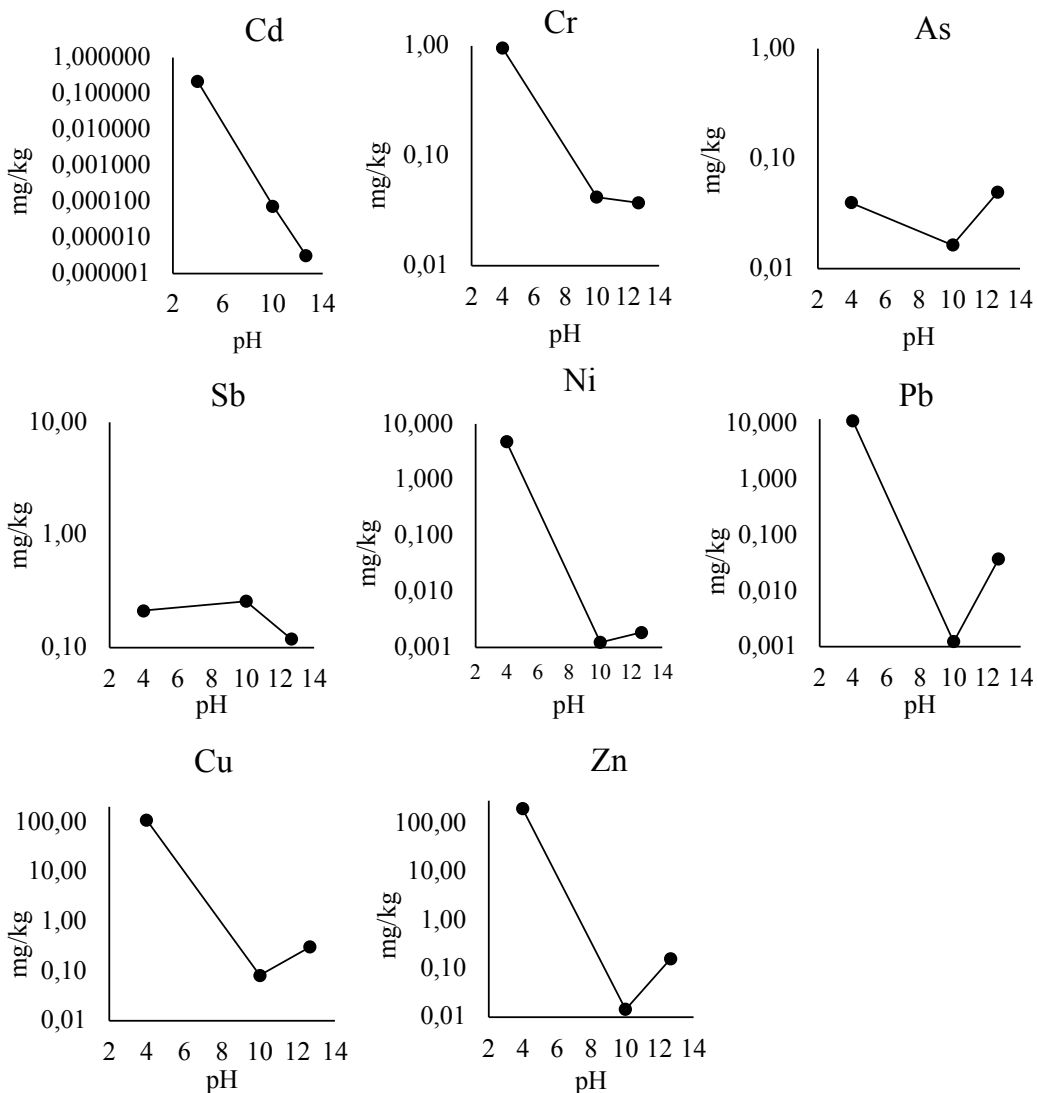 Cd
1,000000
0,100000
0,010000
0,001000
0,000100
0,000010
0,000001
mg/kg
2 6 10 14
pH
Cr
1,00
0,10
0,01
mg/kg
2 4 6 8 10 12 14
pH
As
1,00
0,10
0,01
mg/kg
2 4 6 8 10 12 14
pH
Sb
10,00
1,00
0,10
mg/kg
2 4 6 8 10 12 14
pH
Ni
10,000
1,000
0,100
0,010
0,001
mg/kg
2 4 6 8 10 12 14
pH
Pb
10,000
1,000
0,100
0,010
0,001
mg/kg
2 4 6 8 10 12 14
pH
Cu
100,00
10,00
1,00
0,10
0,01
mg/kg
2 4 6 8 10 12 14
pH
Zn
100,00
10,00
1,00
0,10
0,01
mg/kg
2 4 6 8 10 12 14
pH